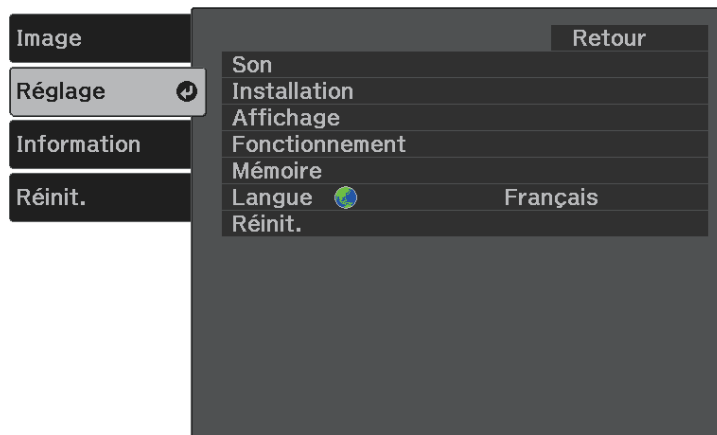 Image
Réglage
Information
Réinit.
Retour
Son
Installation
Affichage
Fonctionnement
Mémoire
Langue Français
Réinit.